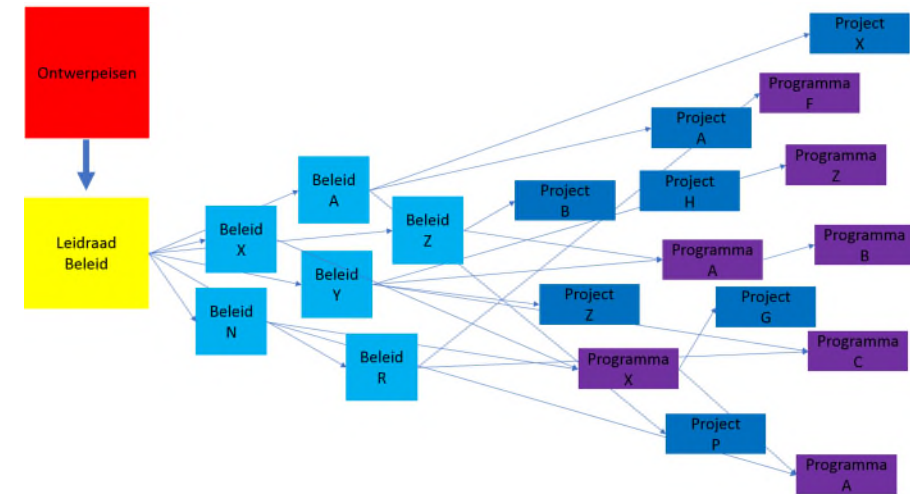 Ontwerpeisen
Leidraad
Beleid
Beleid
A
Beleid
X
Beleid
Z
Beleid
Y
Beleid
N
Beleid
R
Project
X
Programma
F
Project
A
Programma
Z
Project
H
Project
B
Programma
B
Programma
A
Project
Z
Project
G
Programma
C
Programma
X
Project
P
Programma
A